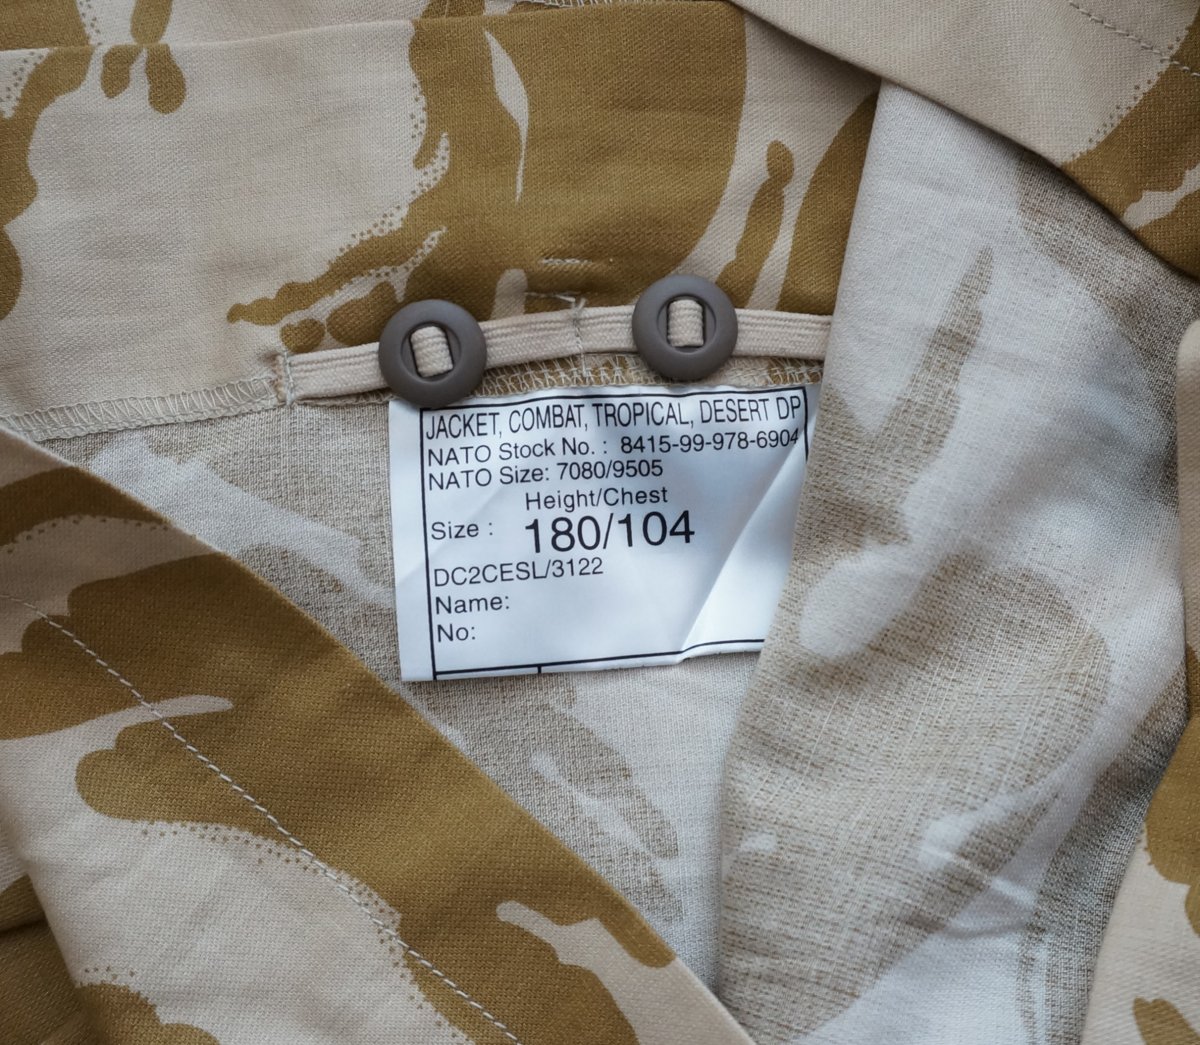 JACKET, COMBAT, TROPICAL, DESERT DP
NATO Stock No. : 8415-99-978-6904
NATO Size: 7080/9505
Height/Chest
Size : 180/104
DC2CESL/3122
Name:
No: